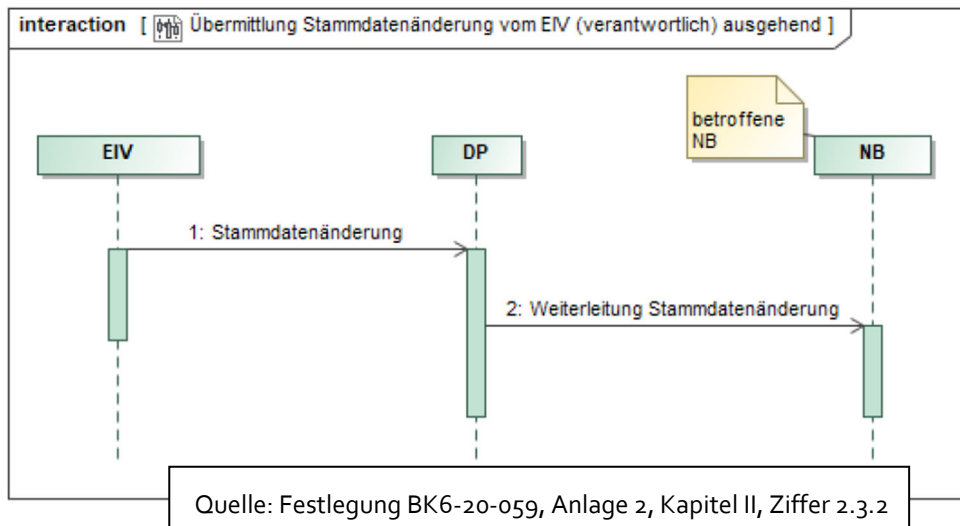 interaction [ Übermittlung Stammdatenänderung vom EIV (verantwortlich) ausgehend ]
betroffene
NB
EIV
DP
NB
1: Stammdatenänderung
2: Weiterleitung Stammdatenänderung
Quelle: Festlegung BK6-20-059, Anlage 2, Kapitel II, Ziffer 2.3.2